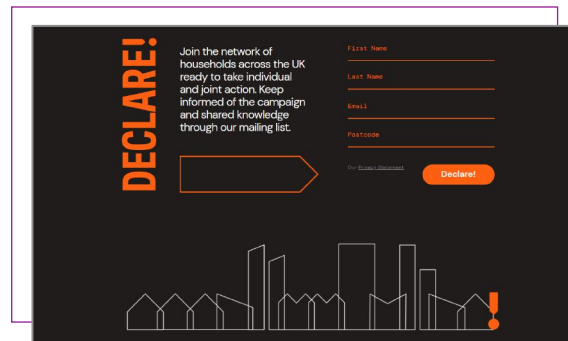 DECLARE!
Join the network of
households across the UK
ready to take individual
and joint action. Keep
informed of the campaign
and shared knowledge
through our mailing list.
First Name
Last Name
Email
Postcode
Our Privacy Statement
Declare!